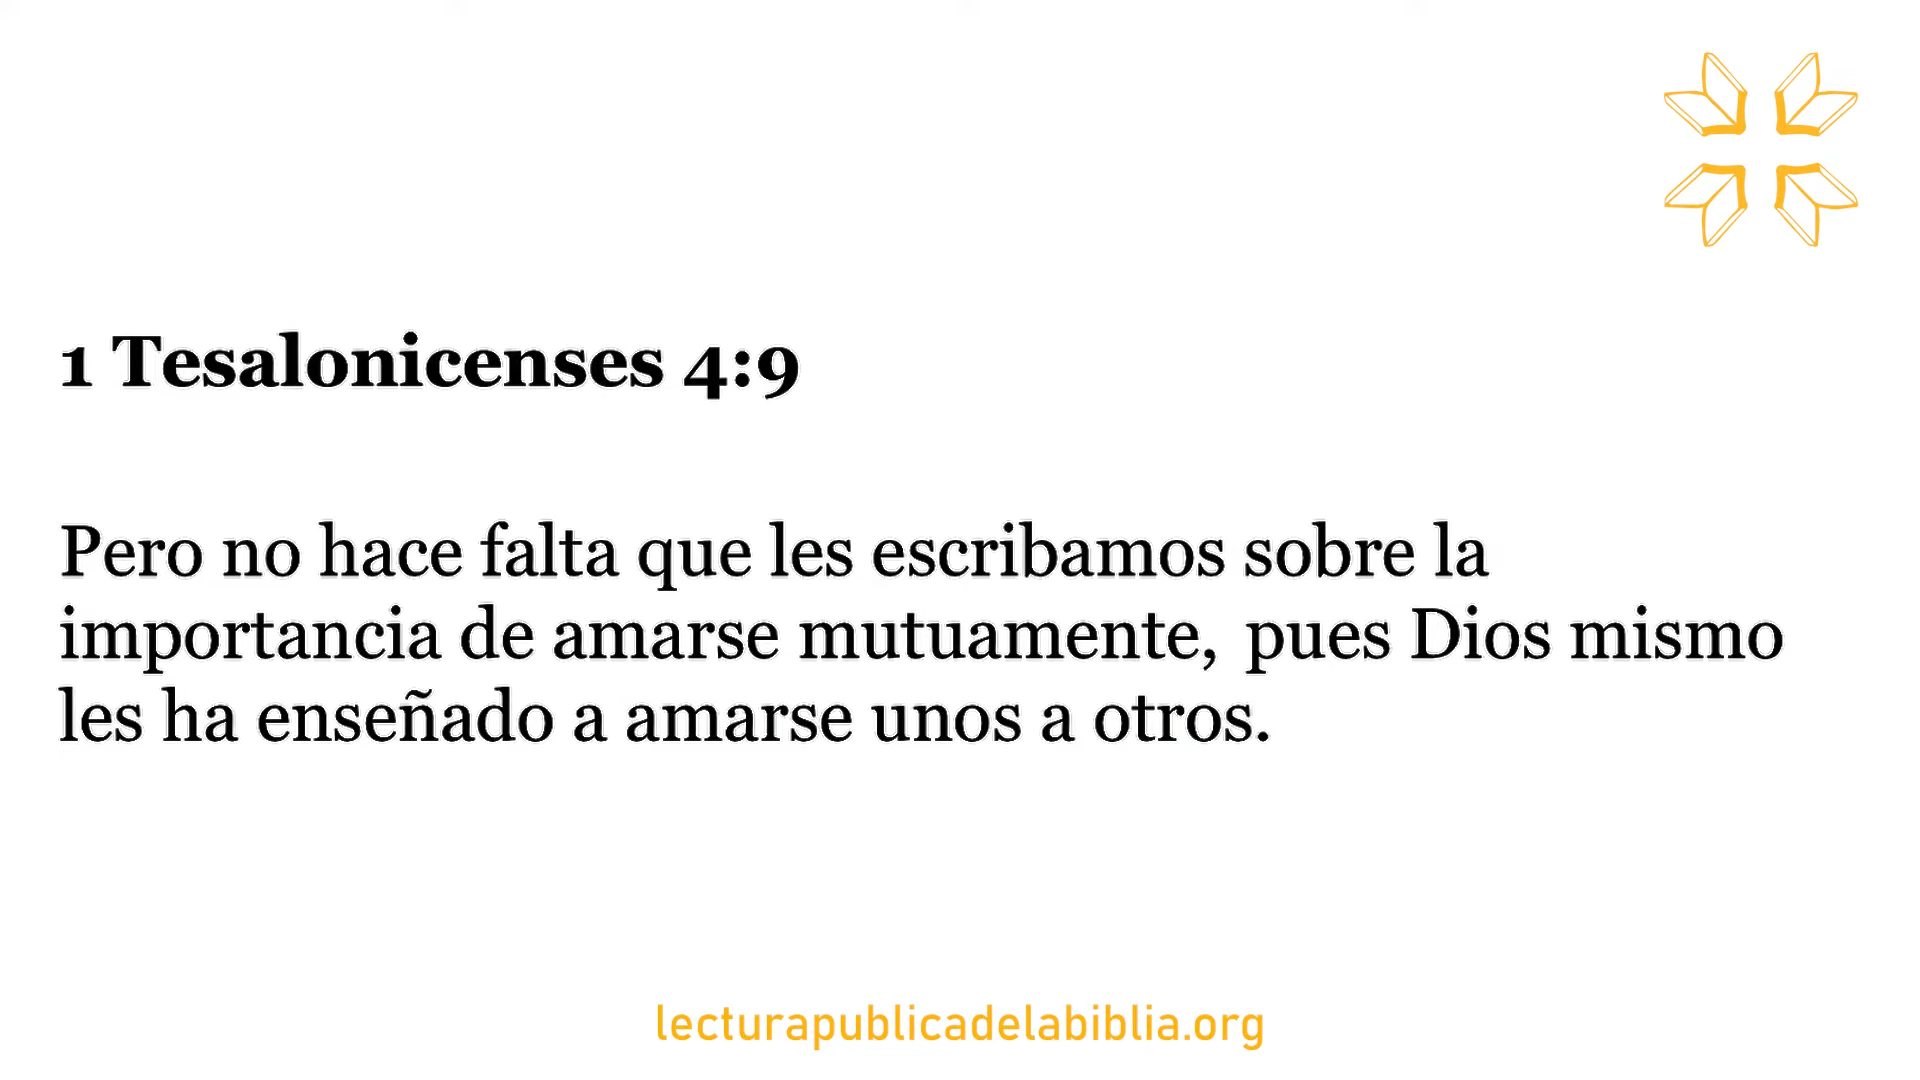 1 Tesalonicenses 4:9
Pero no hace falta que les escribamos sobre la
importancia de amarse mutuamente, pues Dios mismo
les ha enseñado a amarse unos a otros.
lecturapublicadelabiblia.org